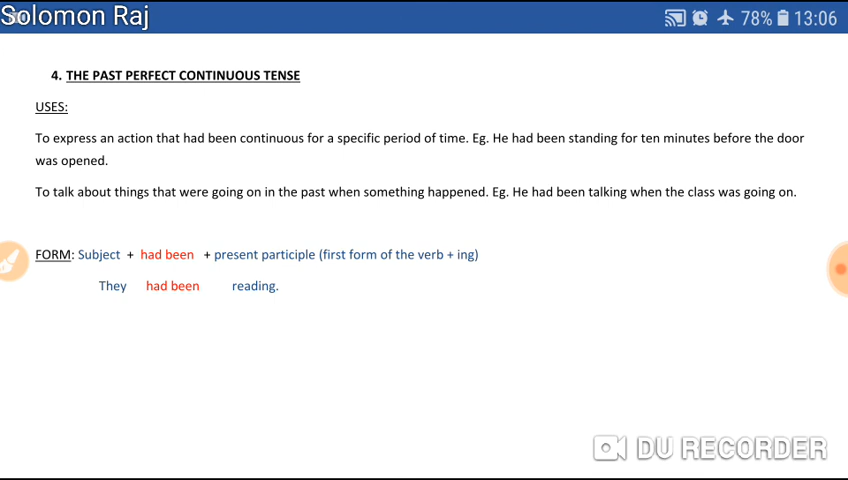 Solomon Raj
78% 13:06
4. THE PAST PERFECT CONTINUOUS TENSE
USES:
To express an action that had been continuous for a specific period of time. Eg. He had been standing for ten minutes before the door
was opened.
To talk about things that were going on in the past when something happened. Eg. He had been talking when the class was going on.
FORM: Subject + had been + present participle (first form of the verb + ing)
They had been reading.
DU RECORDER